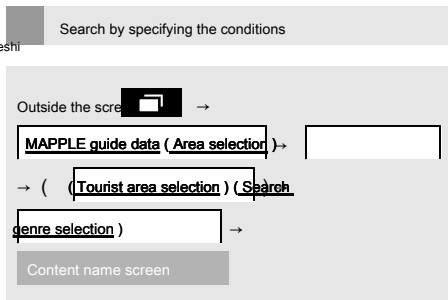 Search by specifying the conditions
eshi
Outside the scre →
MAPPLE guide data ( Area selection ) →
→ ( ( Tourist area selection ) ( Search ) →
genre selection ) →
Content name screen